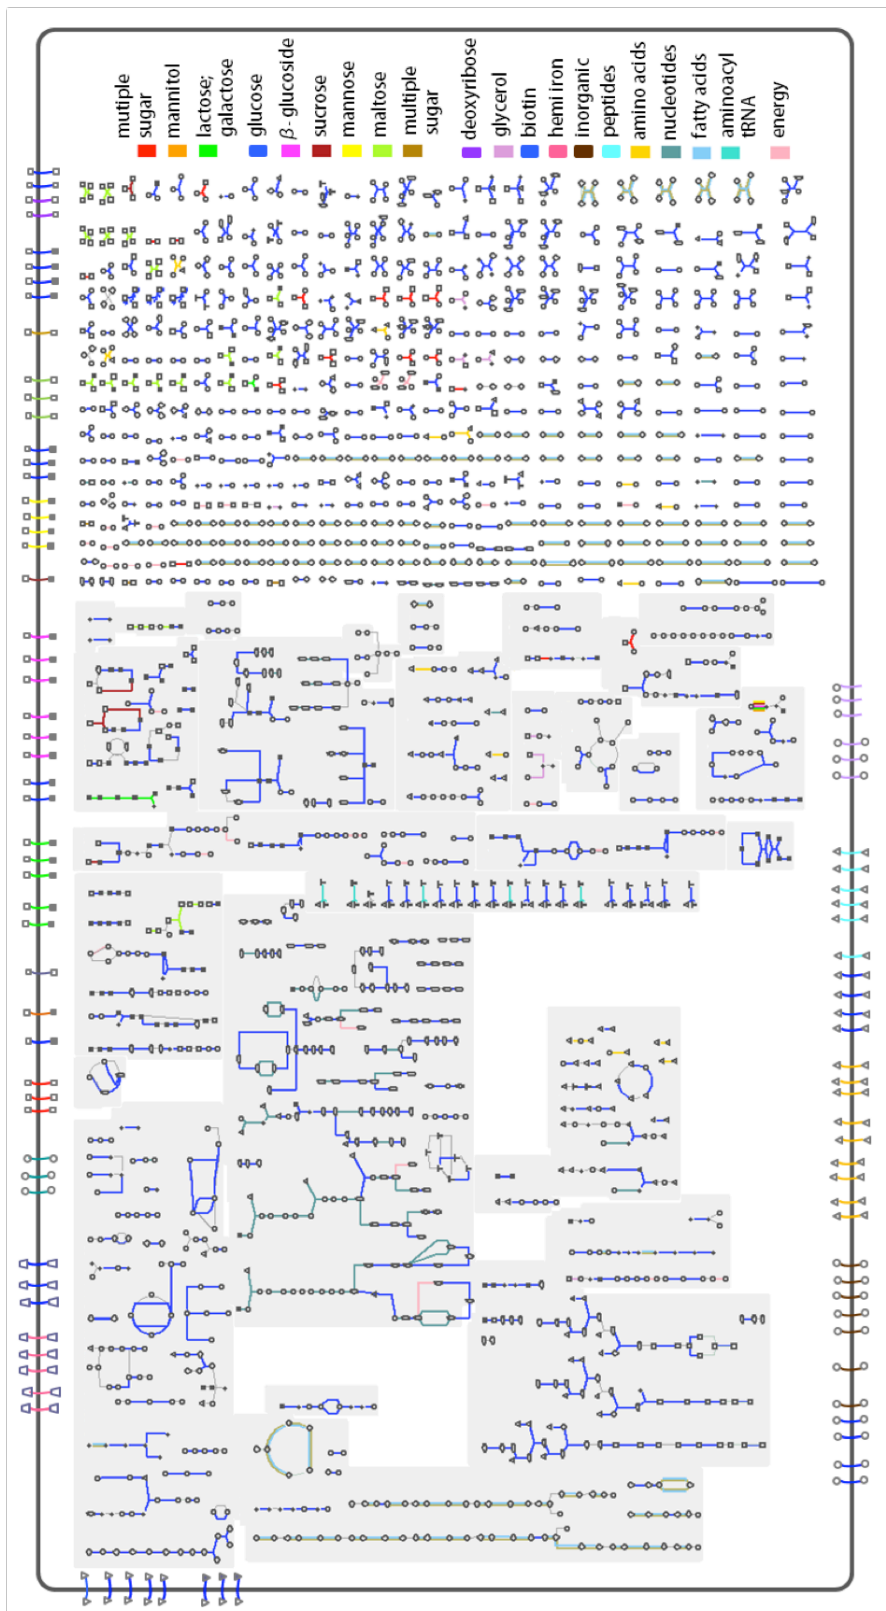 mutiple
sugar
mannitol
lactose;
galactose
glucose
β- glucoside
sucrose
mannose
maltose
multiple
sugar
deoxyribose
glycerol
biotin
hemi iron
inorganic
peptides
amino acids
nucleotides
fatty acids
aminoacyl
tRNA
energy